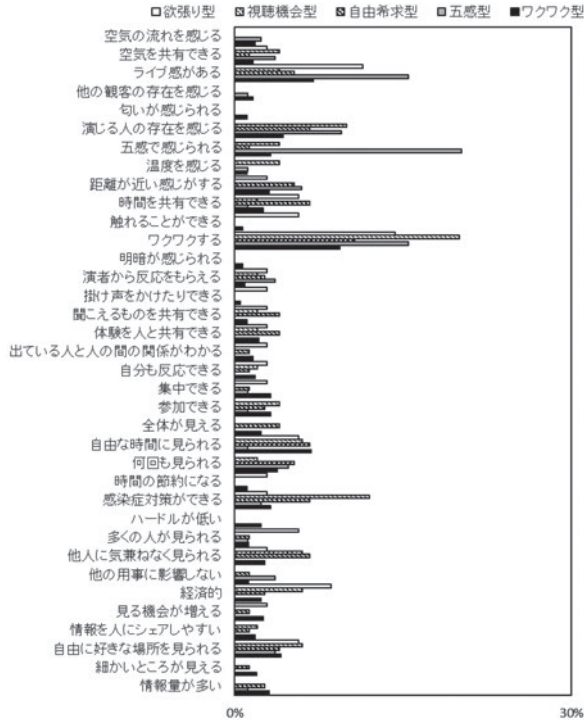 欲張り型 視聴機会型 自由希求型 五感型 ワクワク型
空気の流れを感じる
空気を共有できる
ライブ感がある
他の観客の存在を感じる
匂いが感じられる
演じる人の存在を感じる
五感で感じられる
温度を感じる
距離が近い感じがする
時間を共有できる
触れることができる
ワクワクする
明暗が感じられる
演者から反応をもらえる
掛け声をかけたりできる
聞こえるものを共有できる
体験を人と共有できる
出ている人と人の間の関係がわかる
自分も反応できる
集中できる
参加できる
全体が見える
自由な時間に見られる
何回も見られる
時間の節約になる
感染症対策ができる
ハードルが低い
多くの人が見られる
他人に気兼ねなく見られる
他の用事に影響しない
経済的
見る機会が増える
情報を人にシェアしやすい
自由に好きな場所を見られる
細かいところが見える
情報量が多い
0% 30%